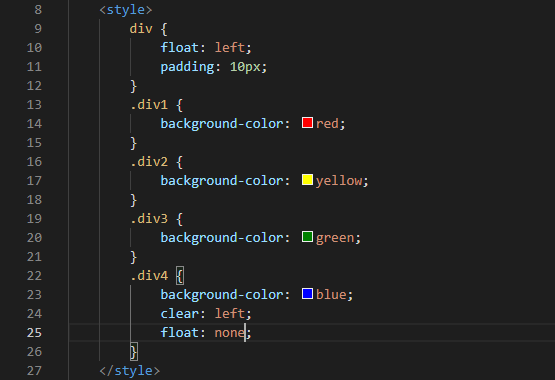 8 <style>
9 div {
10 float: left;
11 padding: 10px;
12 }
13 .div1 {
14 background-color: red;
15 }
16 .div2 {
17 background-color: yellow;
18 }
19 .div3 {
20 background-color: green;
21 }
22 .div4 {
23 background-color: blue;
24 clear: left;
25 float: none;
26 }
27 </style>